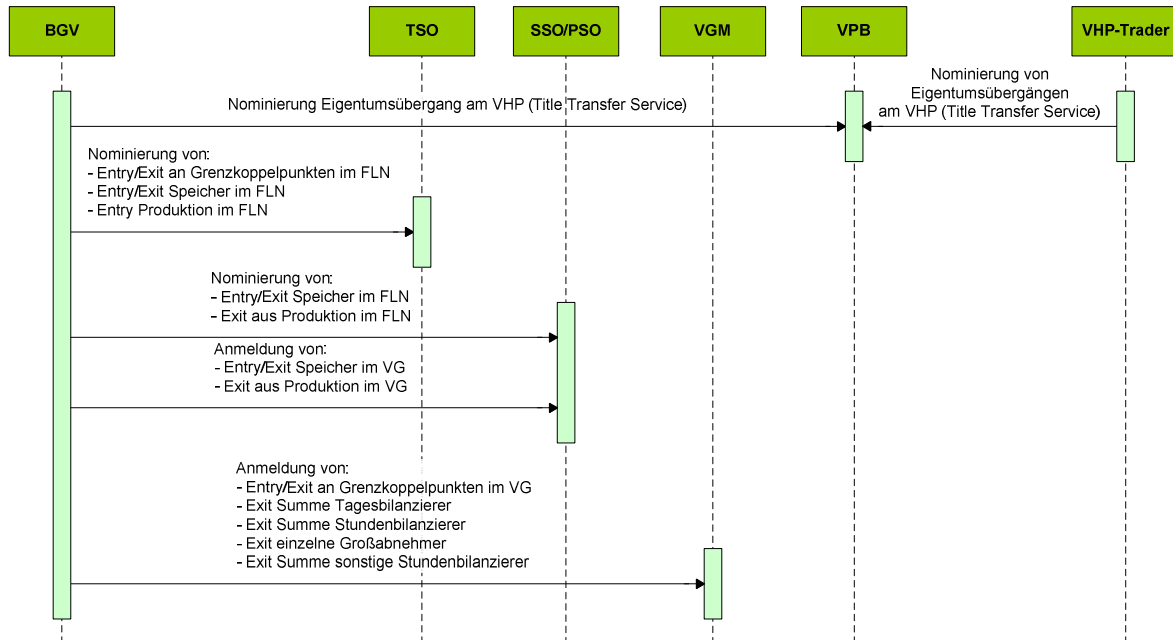 BGV
TSO
SSO/PSO
VGM
VPB
VHP-Trader
Nominierung Eigentumsübergang am VHP (Title Transfer Service)
Nominierung von
Eigentumsübergängen
am VHP (Title Transfer Service)
Nominierung von:
- Entry/Exit an Grenzkoppelpunkten im FLN
- Entry/Exit Speicher im FLN
- Entry Produktion im FLN
Nominierung von:
- Entry/Exit Speicher im FLN
- Exit aus Produktion im FLN
Anmeldung von:
- Entry/Exit Speicher im VG
- Exit aus Produktion im VG
Anmeldung von:
- Entry/Exit an Grenzkoppelpunkten im VG
- Exit Summe Tagesbilanzierer
- Exit Summe Stundenbilanzierer
- Exit einzelne Großabnehmer
- Exit Summe sonstige Stundenbilanzierer